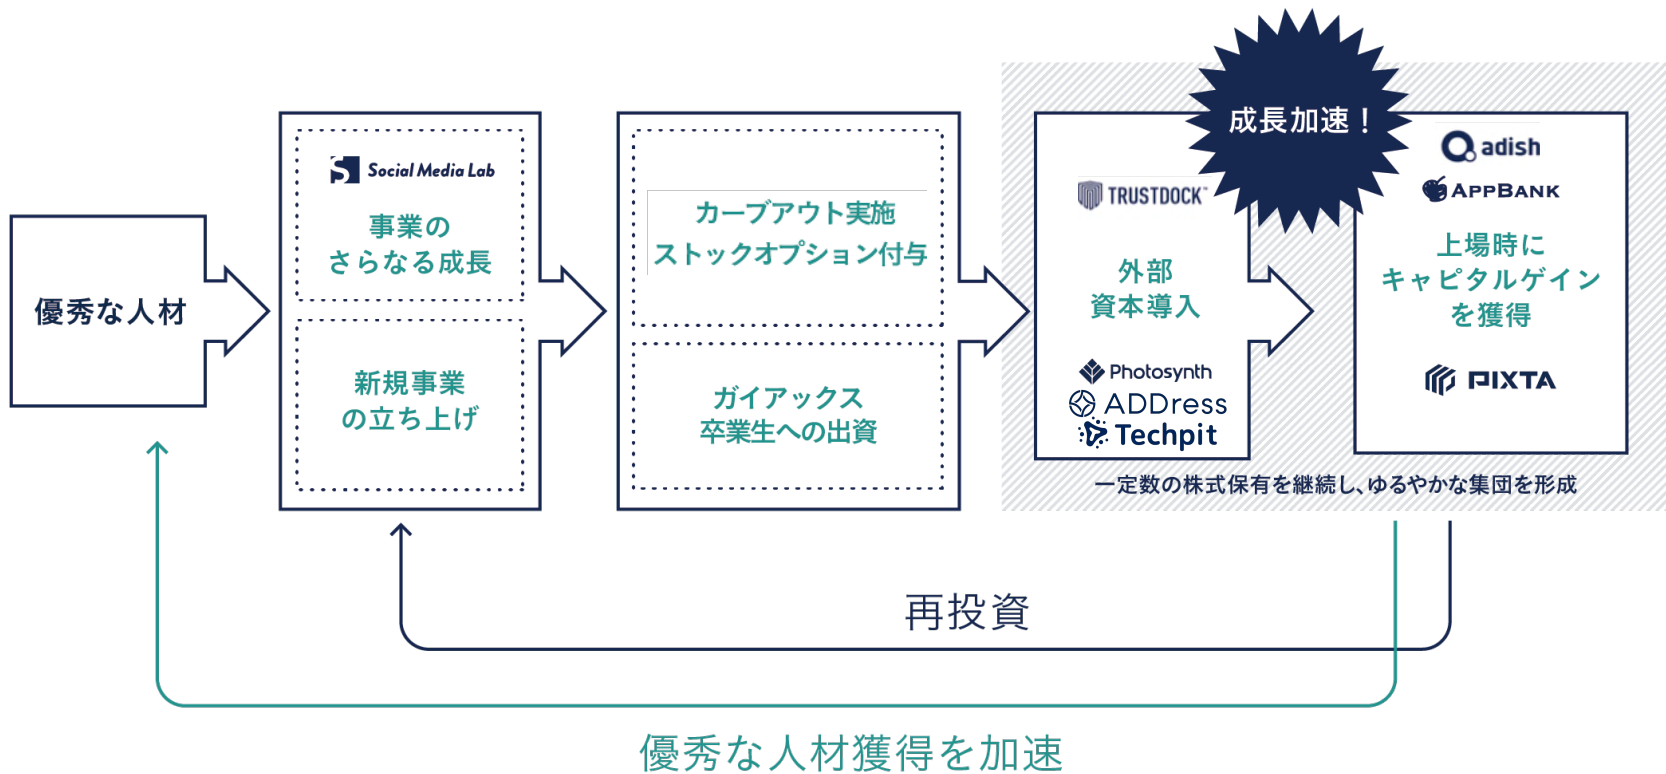 優秀な人材
S Social Media Lab
事業の
さらなる成長
新規事業
の立ち上げ
カーブアウト実施
ストックオプション付与
ガイアックス
卒業生への出資
成長加速！
TRUSTDOCK™
外部
資本導入
Photosynth
ADDress
Techpit
adish
APPBANK
上場時に
キャピタルゲイン
を獲得
PIXTA
一定数の株式保有を継続し、ゆるやかな集団を形成
再投資
優秀な人材獲得を加速